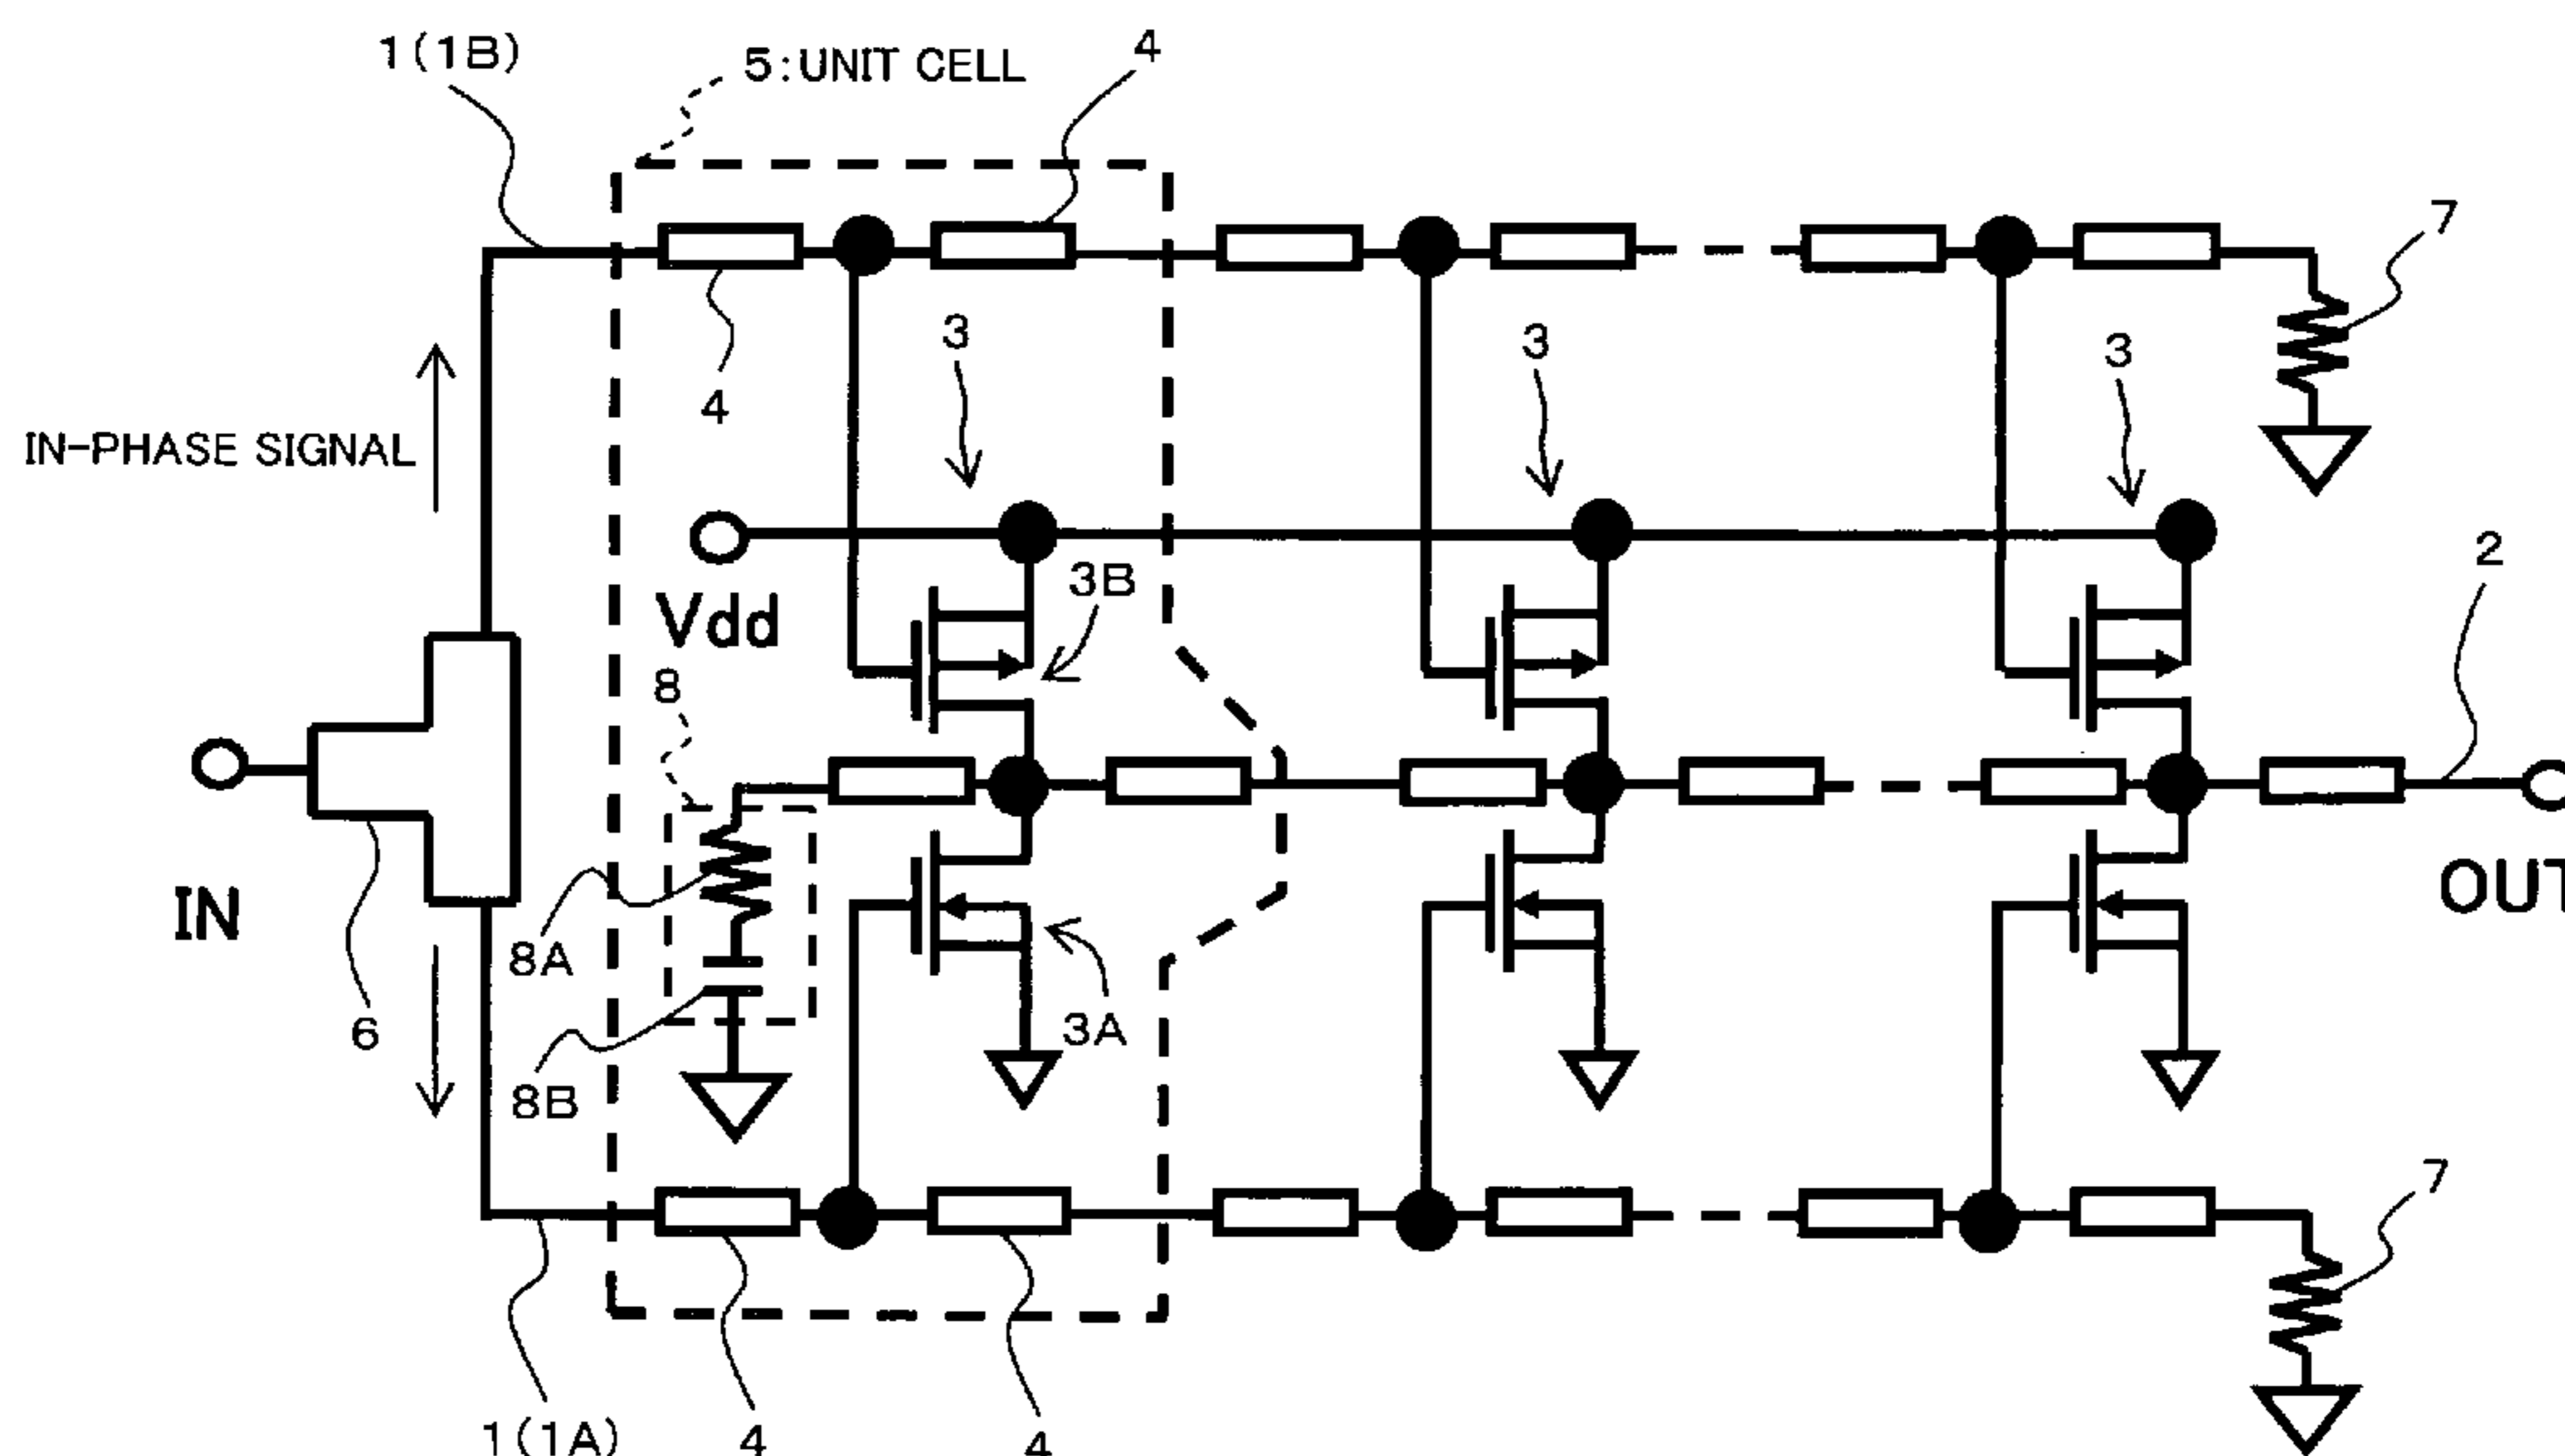 1(1B)
5:UNIT CELL
4
7
3
3
3
4
IN-PHASE SIGNAL
2
3B
Vdd
8
IN
OUT
8A
6
3A
8B
7
1(1A)
4
4